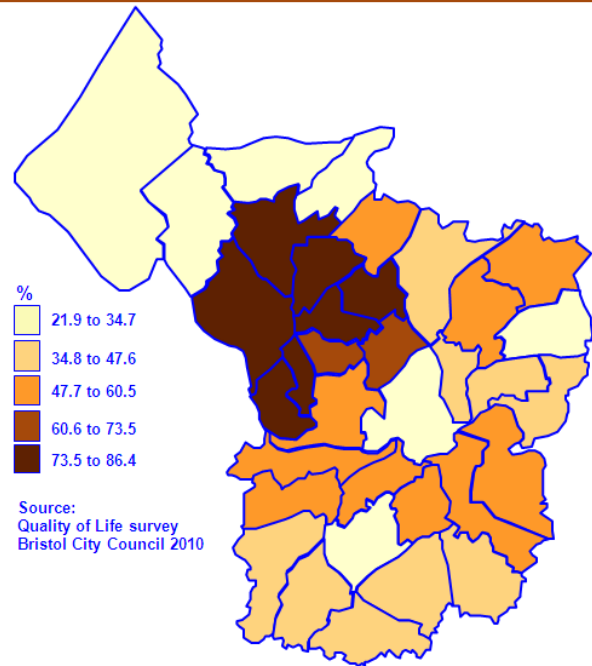 %
21.9 to 34.7
34.8 to 47.6
47.7 to 60.5
60.6 to 73.5
73.5 to 86.4
Source:
Quality of Life survey
Bristol City Council 2010